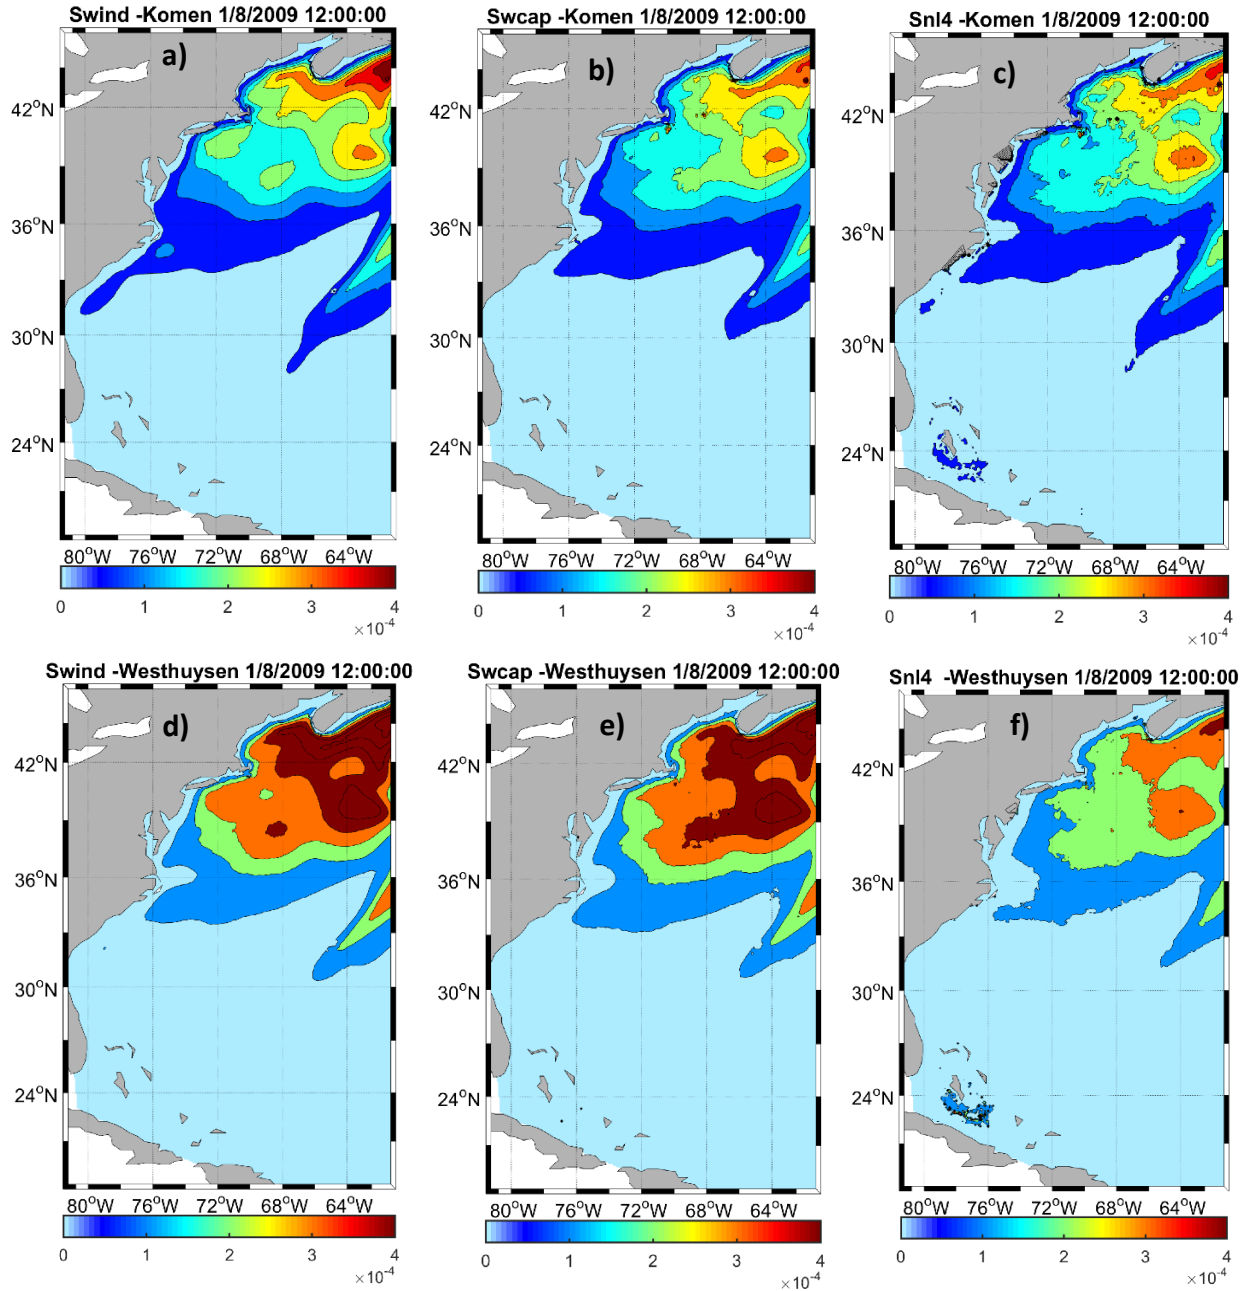 Swind -Komen 1/8/2009 12:00:00
a)
42°N
36°N
30°N
24°N
80°W 76°W 72°W 68°W 64°W
0 1 2 3 4
×10-4
Swcap -Komen 1/8/2009 12:00:00
b)
42°N
36°N
30°N
24°N
80°W 76°W 72°W 68°W 64°W
0 1 2 3 4
×10-4
Snl4 -Komen 1/8/2009 12:00:00
c)
42°N
36°N
30°N
24°N
80°W 76°W 72°W 68°W 64°W
0 1 2 3 4
×10-4
Swind -Westhuysen 1/8/2009 12:00:00
d)
42°N
36°N
30°N
24°N
80°W 76°W 72°W 68°W 64°W
0 1 2 3 4
×10-4
Swcap -Westhuysen 1/8/2009 12:00:00
e)
42°N
36°N
30°N
24°N
80°W 76°W 72°W 68°W 64°W
0 1 2 3 4
×10-4
Snl4 -Westhuysen 1/8/2009 12:00:00
f)
42°N
36°N
30°N
24°N
80°W 76°W 72°W 68°W 64°W
0 1 2 3 4
×10-4